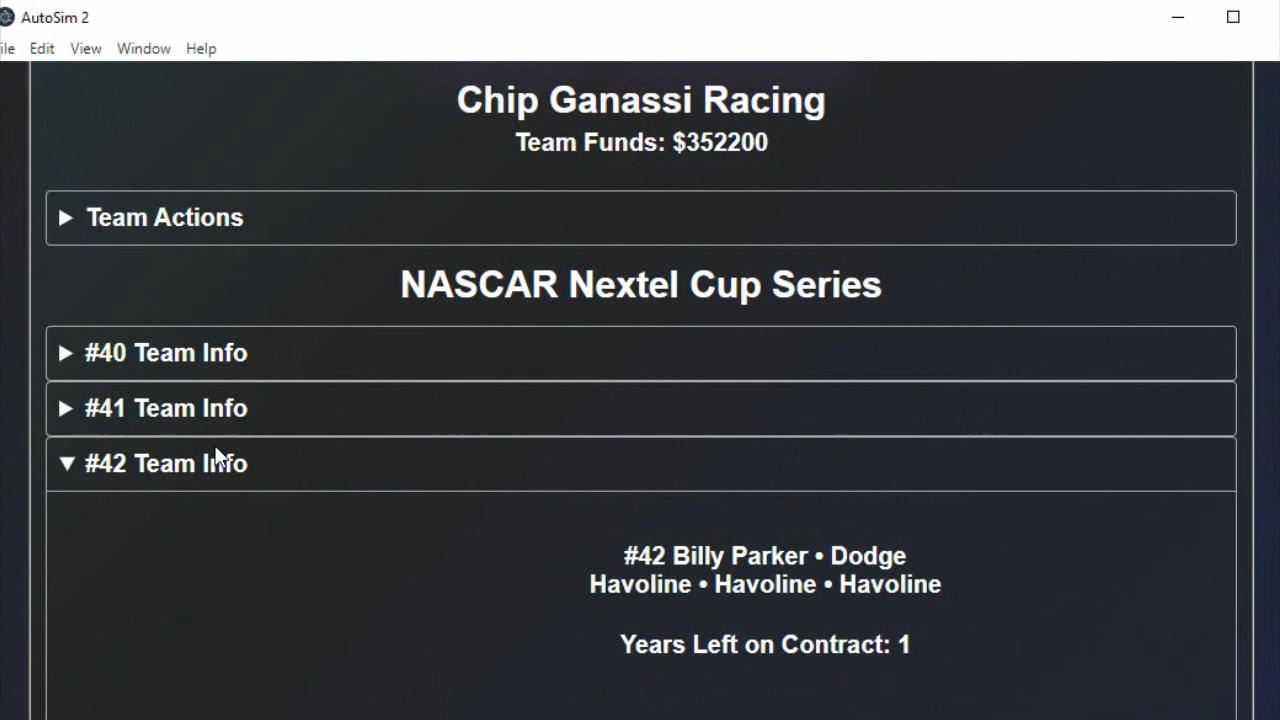 AutoSim 2
ile Edit View Window Help
Chip Ganassi Racing
Team Funds: $352200
Team Actions
NASCAR Nextel Cup Series
#40 Team Info
#41 Team Info
#42 Team Info
#42 Billy Parker • Dodge
Havoline • Havoline • Havoline
Years Left on Contract: 1